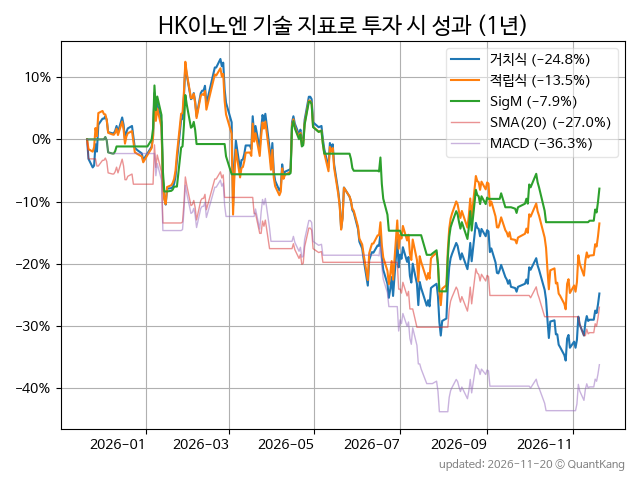 HK이노엔 기술 지표로 투자 시 성과 (1년)
거치식 (−24.8%)
적립식 (−13.5%)
SigM (−7.9%)
SMA(20) (−27.0%)
MACD (−36.3%)
10%
0%
−10%
−20%
−30%
−40%
2026−01 2026−03 2026−05 2026−07 2026−09 2026−11
updated: 2026−11−20 © QuantKang